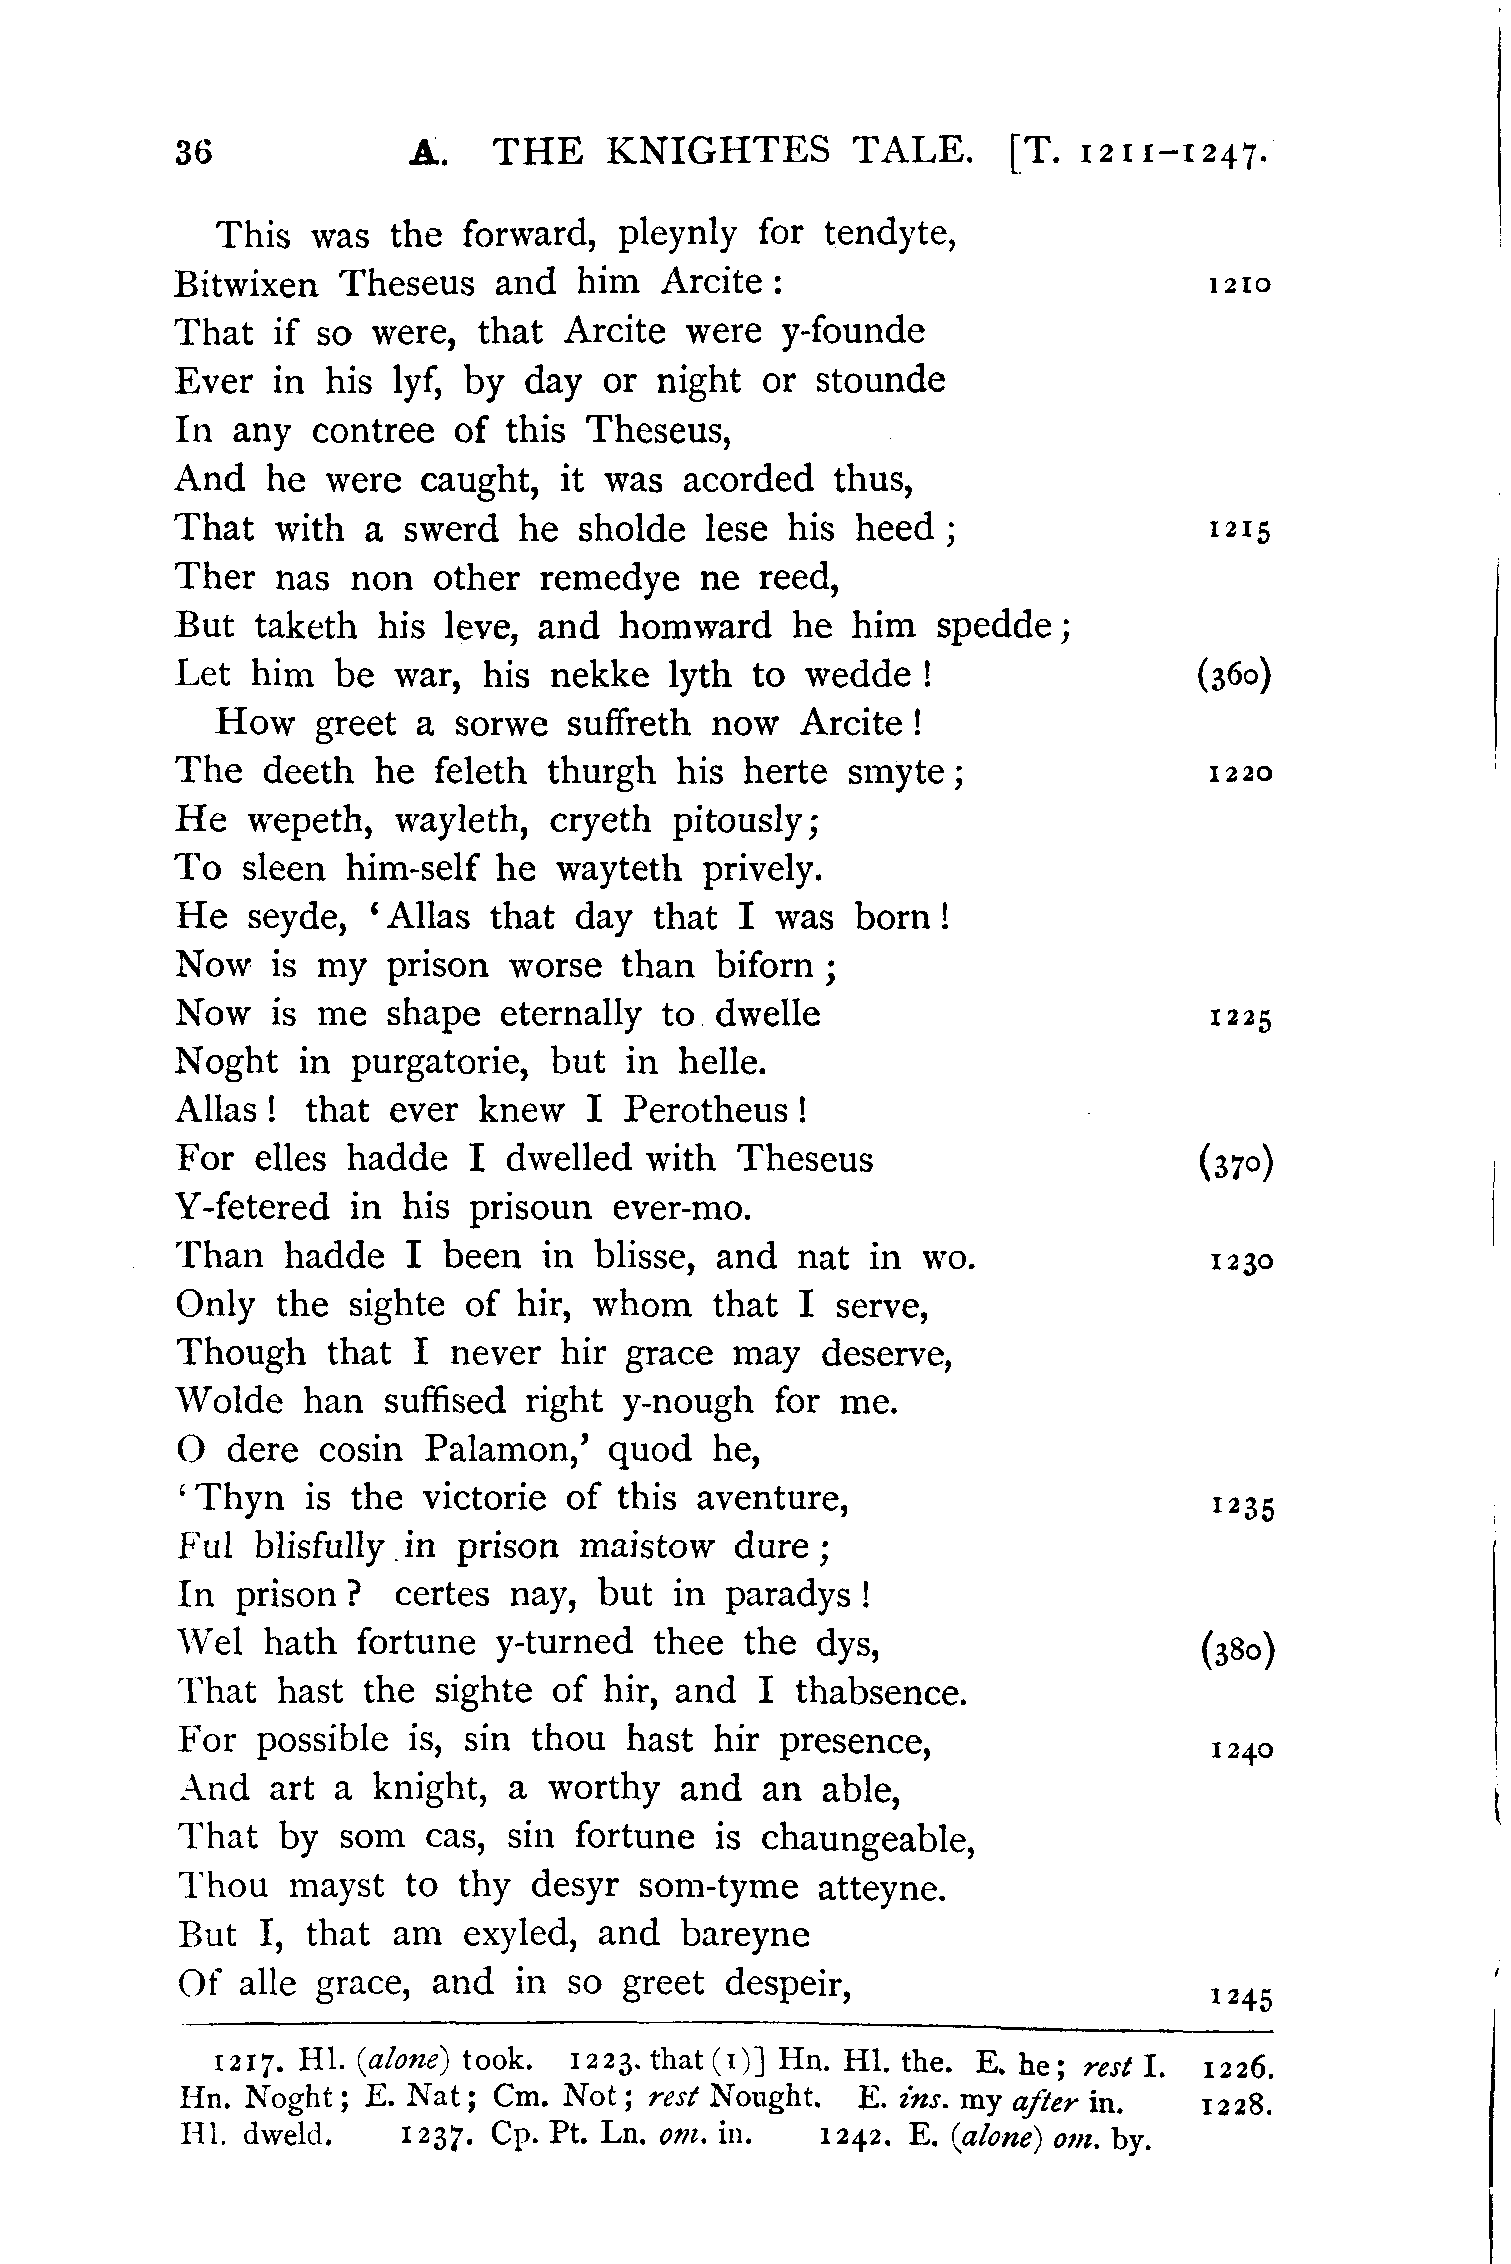 36 A. THE KNIGHTES TALE. [T. 1211–1247.
This was the forward, pleynly for tendyte,
Bitwixen Theseus and him Arcite : 1210
That if so were, that Arcite were y-founde
Ever in his lyf, by day or night or stounde
In any contree of this Theseus,
And he were caught, it was acorded thus,
That with a swerd he sholde lese his heed ; 1215
Ther nas non other remedye ne reed,
But taketh his leve, and homward he him spedde ;
Let him be war, his nekke lyth to wedde ! (360)
How greet a sorwe suffreth now Arcite !
The deeth he feleth thurgh his herte smyte ; 1220
He wepeth, wayleth, cryeth pitously ;
To sleen him-self he wayteth prively.
He seyde, ‘ Allas that day that I was born !
Now is my prison worse than biforn ;
Now is me shape eternally to dwelle 1225
Noght in purgatorie, but in helle.
Allas ! that ever knew I Perotheus !
For elles hadde I dwelled with Theseus (370)
Y-fetered in his prisoun ever-mo.
Than hadde I been in blisse, and nat in wo. 1230
Only the sighte of hir, whom that I serve,
Though that I never hir grace may deserve,
Wolde han suffised right y-nough for me.
O dere cosin Palamon,’ quod he,
‘ Thyn is the victorie of this aventure, 1235
Ful blisfully in prison maistow dure ;
In prison ? certes nay, but in paradys !
Wel hath fortune y-turned thee the dys, (380)
That hast the sighte of hir, and I thabsence.
For possible is, sin thou hast hir presence, 1240
And art a knight, a worthy and an able,
That by som cas, sin fortune is chaungeable,
Thou mayst to thy desyr som-tyme atteyne.
But I, that am exyled, and bareyne
Of alle grace, and in so greet despeir, 1245
1217. Hl. (alone) took. 1223. that (1)] Hn. Hl. the. E. he; rest I. 1226.
Hn. Noght; E. Nat; Cm. Not; rest Nought. E. ins. my after in. 1228.
Hl. dweld. 1237. Cp. Pt. Ln. om. in. 1242. E. (alone) om. by.